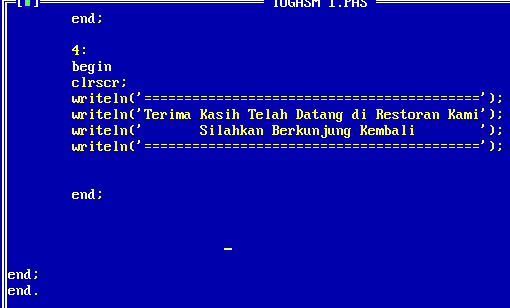 TUGASM~1.PAS
end;
4:
begin
clrscr;
writeln('==========================================');
writeln('Terima Kasih Telah Datang di Restoran Kami');
writeln('       Silahkan Berkunjung Kembali        ');
writeln('==========================================');
end;
end;
end.